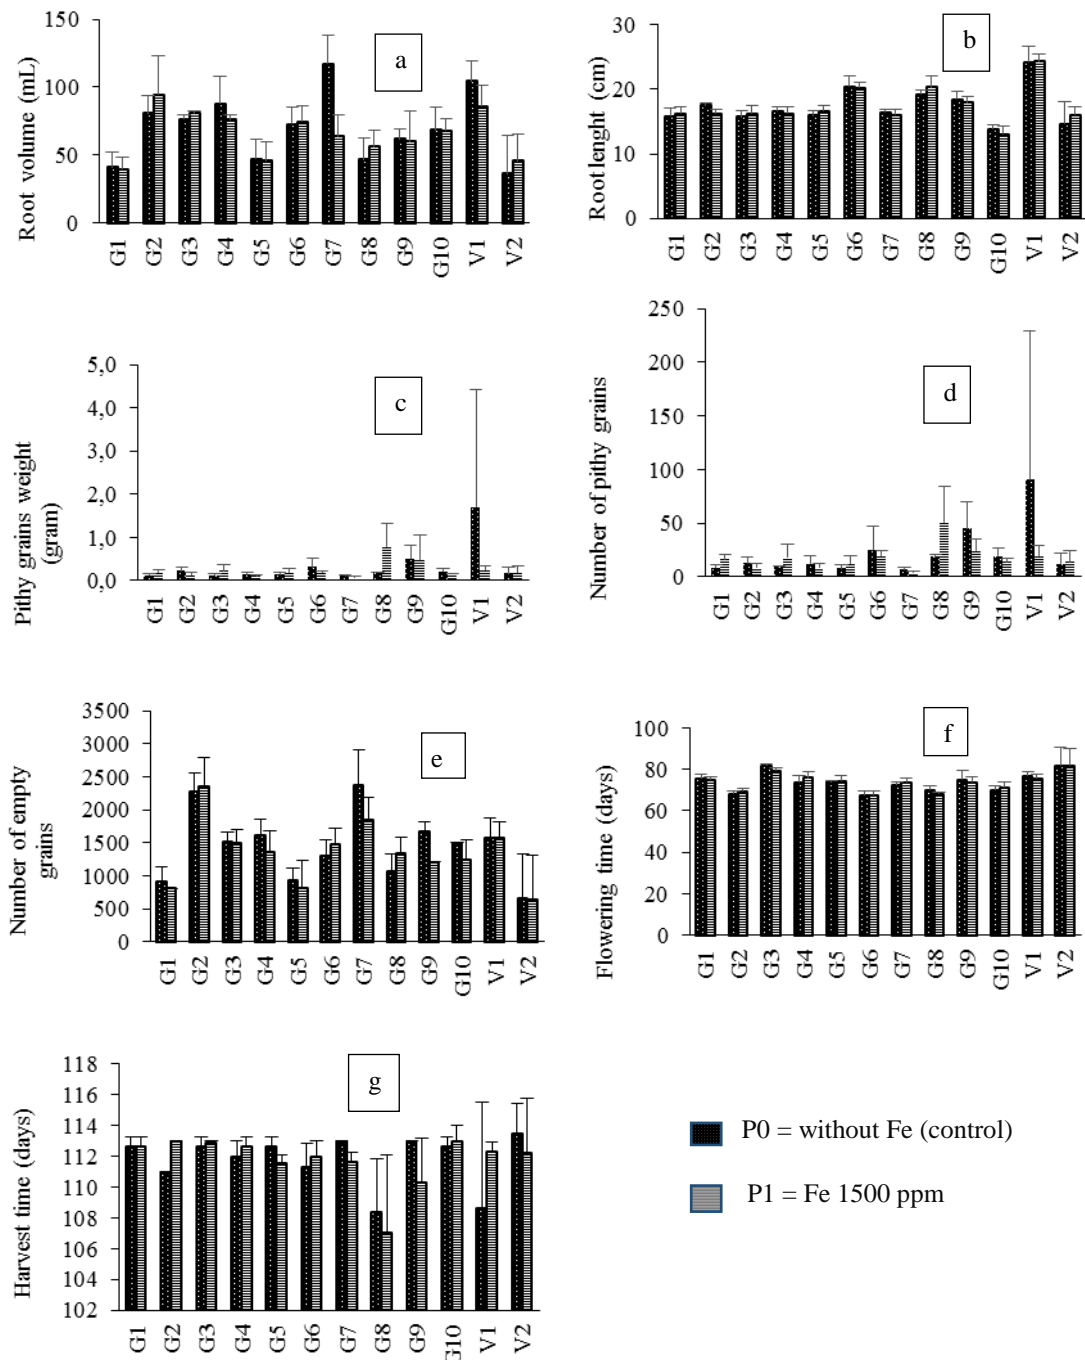 150
100
50
0
Root volume (mL)
a
G1 G2 G3 G4 G5 G6 G7 G8 G9 G10 V1 V2
30
20
10
0
Root lenght (cm)
b
G1 G2 G3 G4 G5 G6 G7 G8 G9 G10 V1 V2
5,0
4,0
3,0
2,0
1,0
0,0
Pithy grains weight
(gram)
c
G1 G2 G3 G4 G5 G6 G7 G8 G9 G10 V1 V2
250
200
150
100
50
0
Number of pithy grains
d
G1 G2 G3 G4 G5 G6 G7 G8 G9 G10 V1 V2
3500
3000
2500
2000
1500
1000
500
0
Number of empty
grains
e
G1 G2 G3 G4 G5 G6 G7 G8 G9 G10 V1 V2
100
80
60
40
20
0
Flowering time (days)
f
G1 G2 G3 G4 G5 G6 G7 G8 G9 G10 V1 V2
118
116
114
112
110
108
106
104
102
Harvest time (days)
g
G1 G2 G3 G4 G5 G6 G7 G8 G9 G10 V1 V2
P0 = without Fe (control)
P1 = Fe 1500 ppm